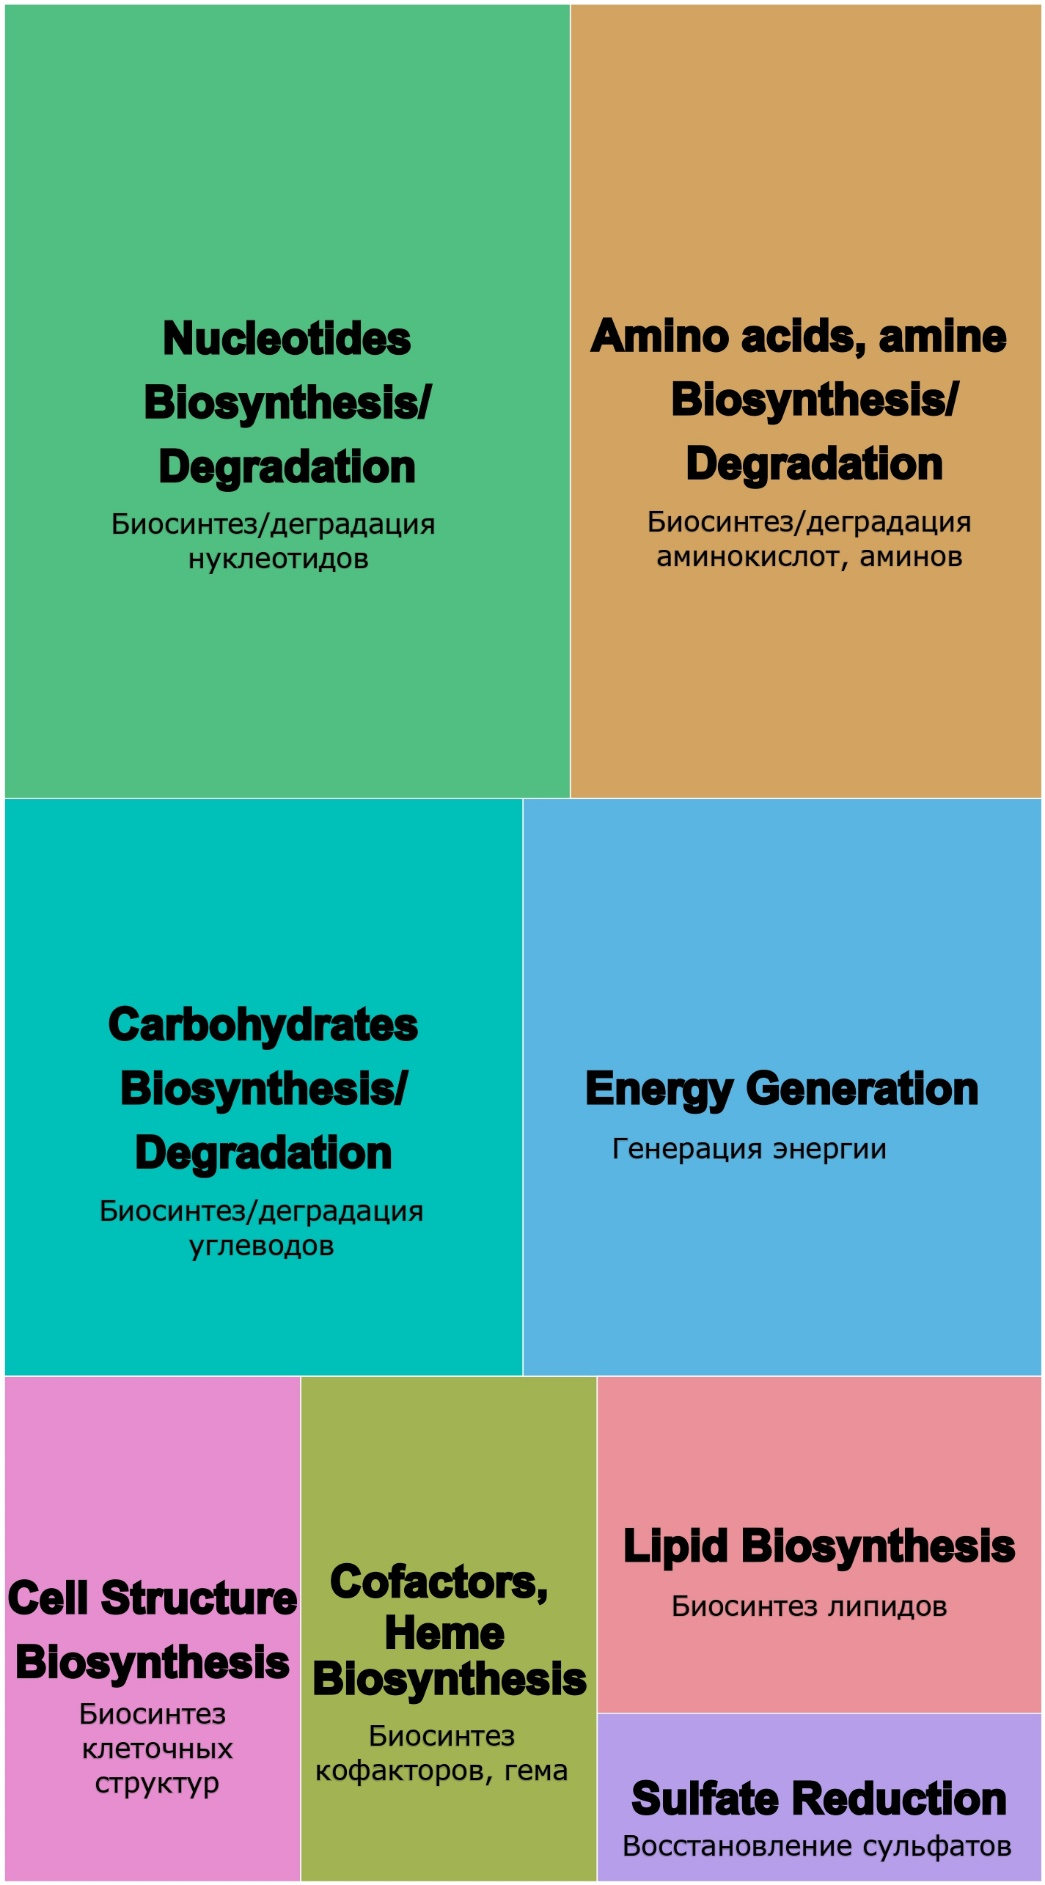 Nucleotides
Biosynthesis/
Degradation
Биосинтез/деградация
нуклеотидов
Amino acids, amine
Biosynthesis/
Degradation
Биосинтез/деградация
аминокислот, аминов
Carbohydrates
Biosynthesis/
Degradation
Биосинтез/деградация
углеводов
Energy Generation
Генерация энергии
Cell Structure
Biosynthesis
Биосинтез
клеточных
структур
Cofactors,
Heme
Biosynthesis
Биосинтез
кофакторов, гема
Lipid Biosynthesis
Биосинтез липидов
Sulfate Reduction
Восстановление сульфатов